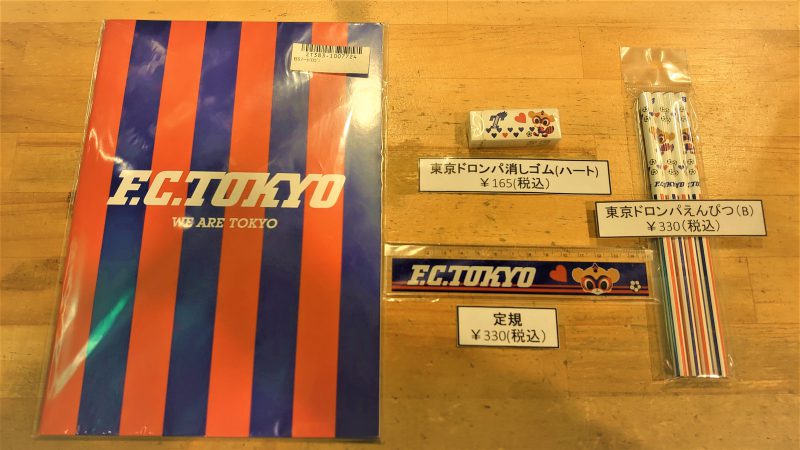 21583-1007724
F.C.TOKYO
WE ARE TOKYO
東京ドロンパ消しゴム(ハート)
￥165(税込)
東京ドロンパえんぴつ(B)
￥330(税込)
F.C.TOKYO
定規
￥330(税込)